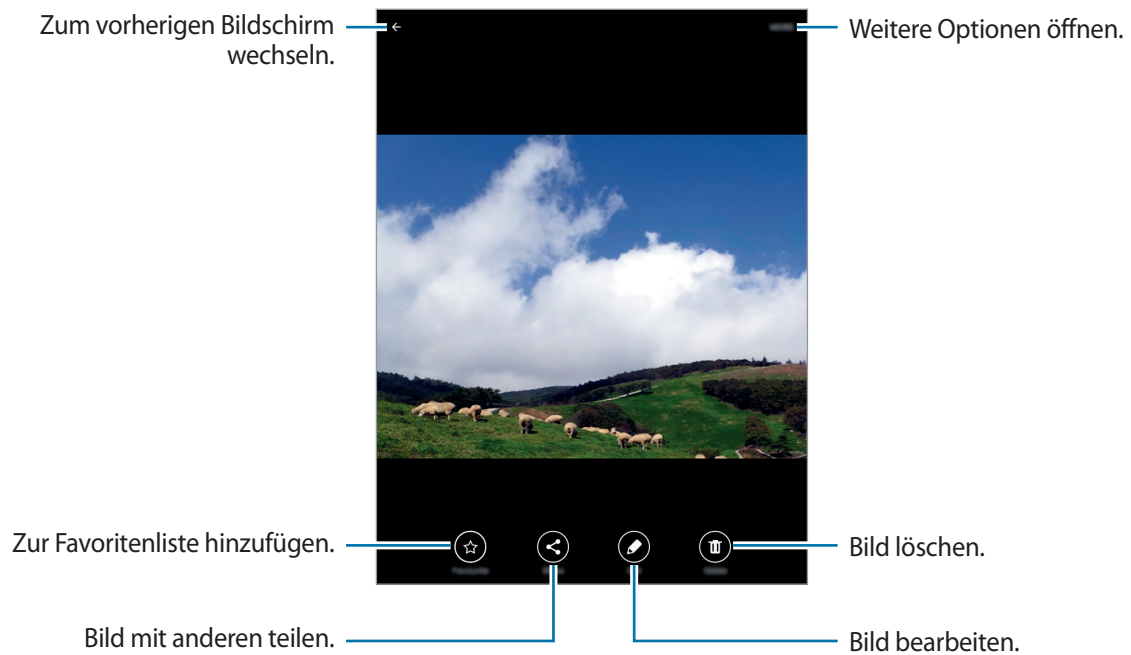 Zum vorherigen Bildschirm
wechseln.
Weitere Optionen öffnen.
Zur Favoritenliste hinzufügen.
Bild löschen.
Bild mit anderen teilen.
Bild bearbeiten.